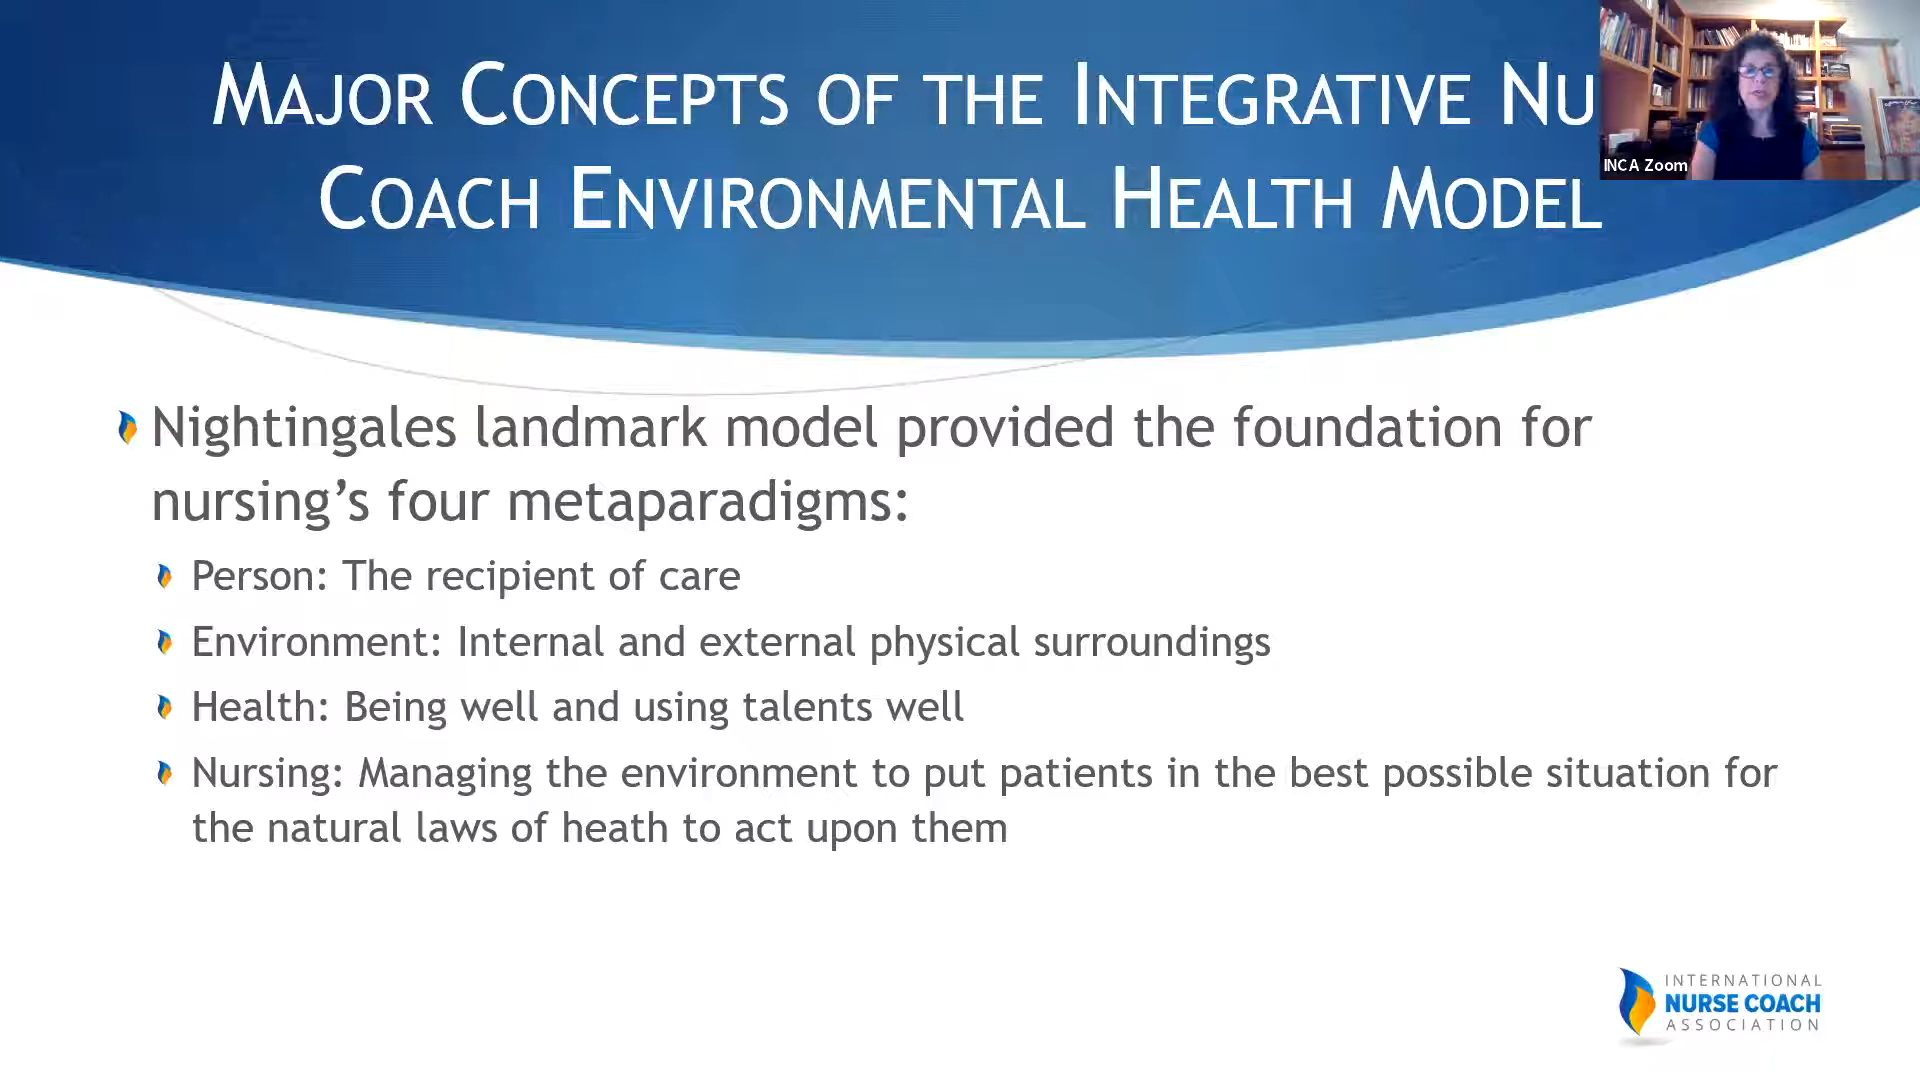 MAJOR CONCEPTS OF THE INTEGRATIVE NU
COACH ENVIRONMENTAL HEALTH MODEL
INCA Zoom
Nightingales landmark model provided the foundation for
nursing’s four metaparadigms:
Person: The recipient of care
Environment: Internal and external physical surroundings
Health: Being well and using talents well
Nursing: Managing the environment to put patients in the best possible situation for
the natural laws of heath to act upon them
INTERNATIONAL
NURSE COACH
ASSOCIATION